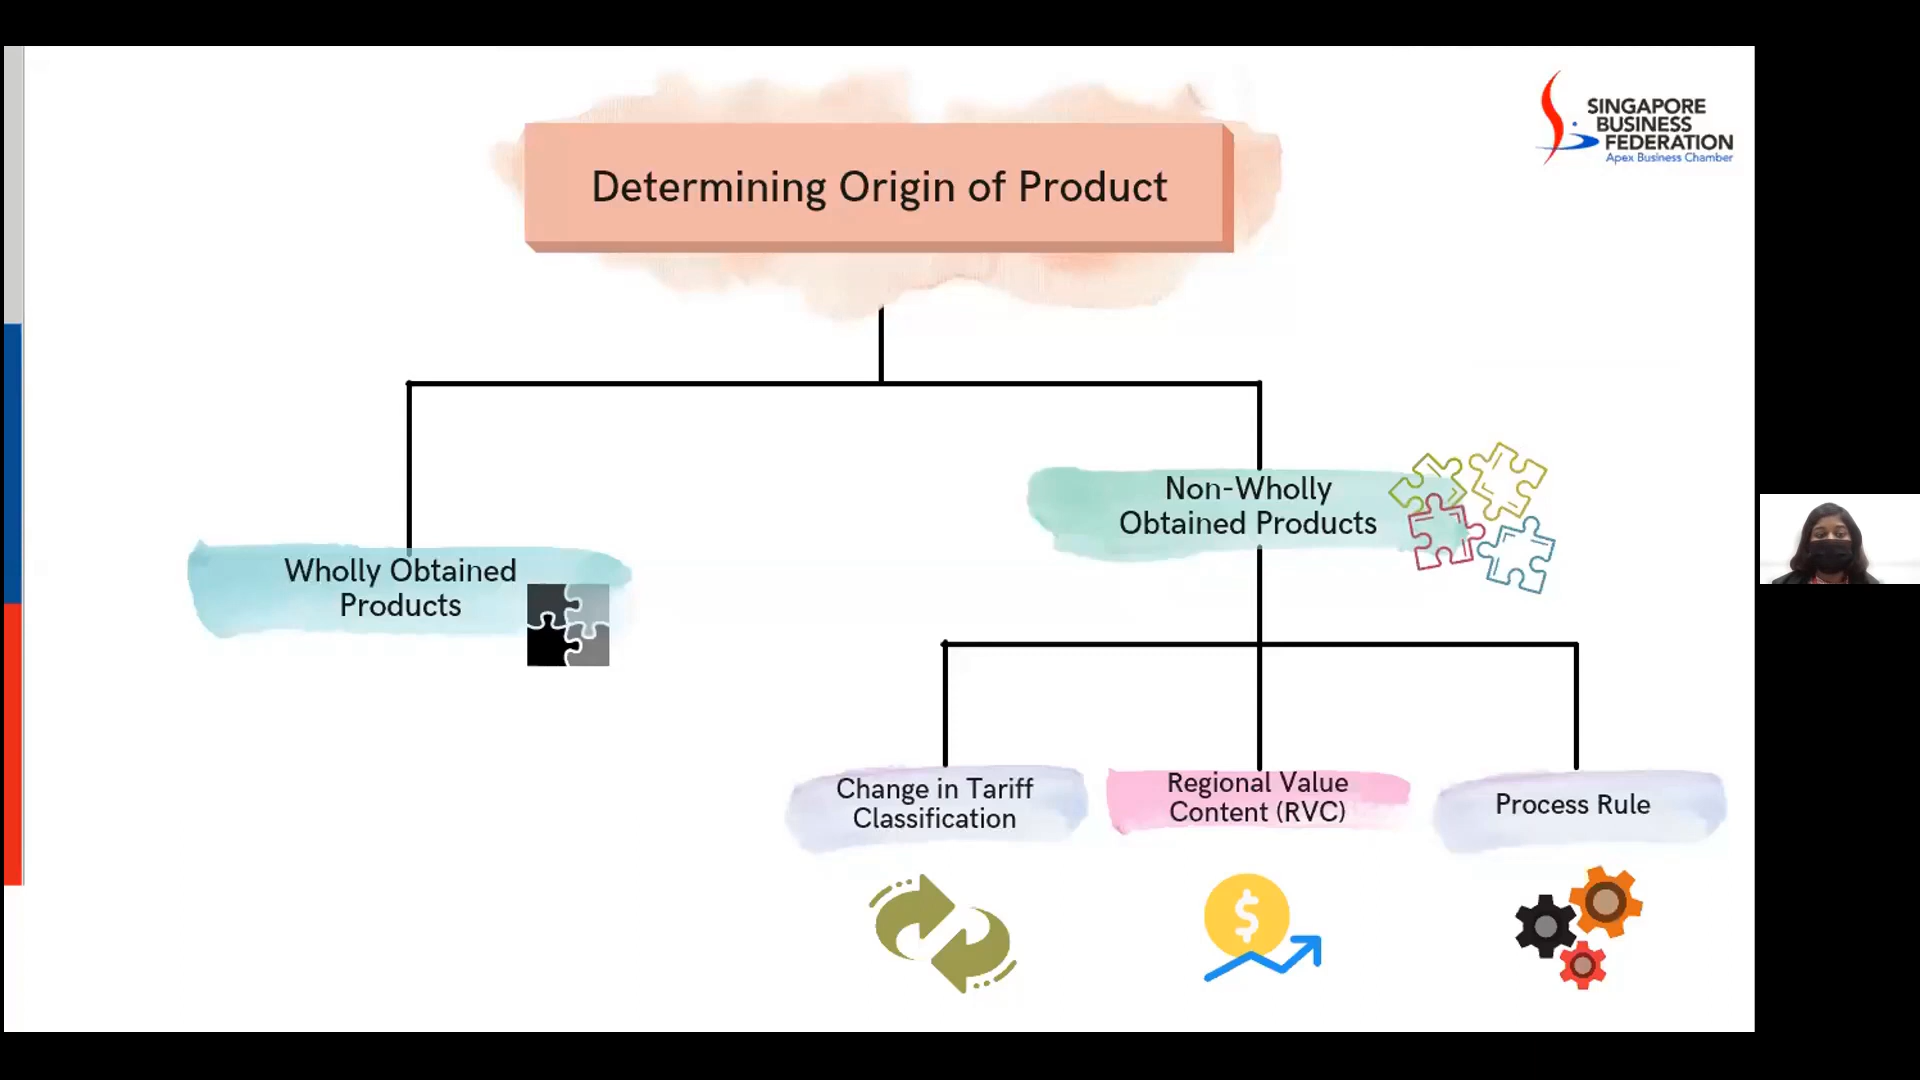 Determining Origin of Product
SINGAPORE
BUSINESS
FEDERATION
Apex Business Chamber
Non-Wholly
Obtained Products
Wholly Obtained
Products
Change in Tariff
Classification
Regional Value
Content (RVC)
Process Rule
$